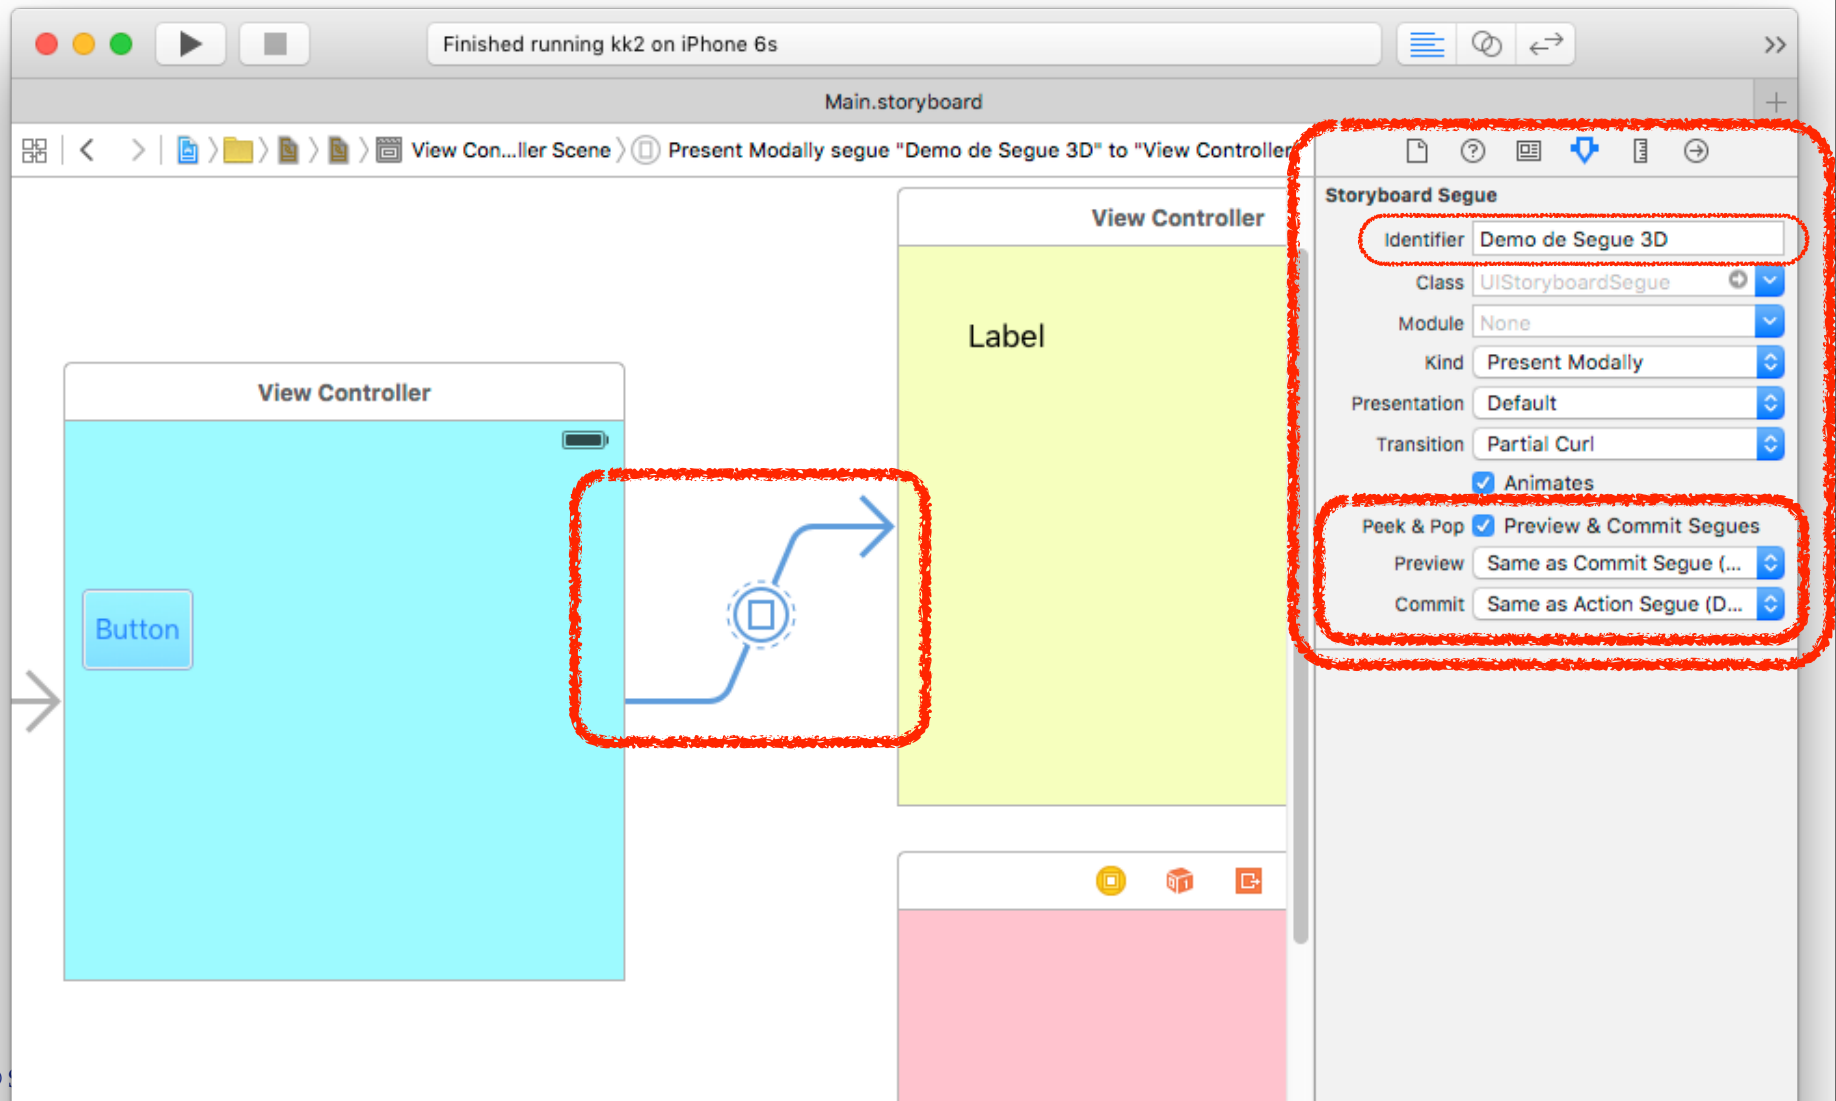 Finished running kk2 on iPhone 6s
Main.storyboard
View Con...ller Scene
Present Modally segue "Demo de Segue 3D" to "View Controller
Storyboard Segue
Identifier Demo de Segue 3D
Class UIStoryboardSegue
Module None
Kind Present Modally
Presentation Default
Transition Partial Curl
Animates
Peek & Pop Preview & Commit Segues
Preview Same as Commit Segue (...
Commit Same as Action Segue (D...
View Controller
Label
View Controller
Button